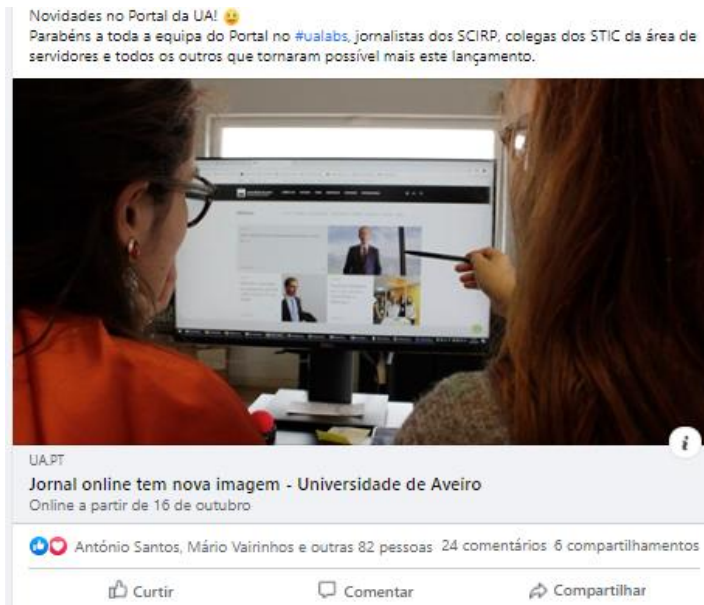 Novidades no Portal da UA!
Parabéns a toda a equipa do Portal no #ualabs, jornalistas dos SCIRP, colegas dos STIC da área de
servidores e todos os outros que tornaram possível mais este lançamento.
UA.PT
Jornal online tem nova imagem - Universidade de Aveiro
Online a partir de 16 de outubro
António Santos, Mário Vairinhos e outras 82 pessoas 24 comentários 6 compartilhamentos
Curtir Comentar Compartilhar